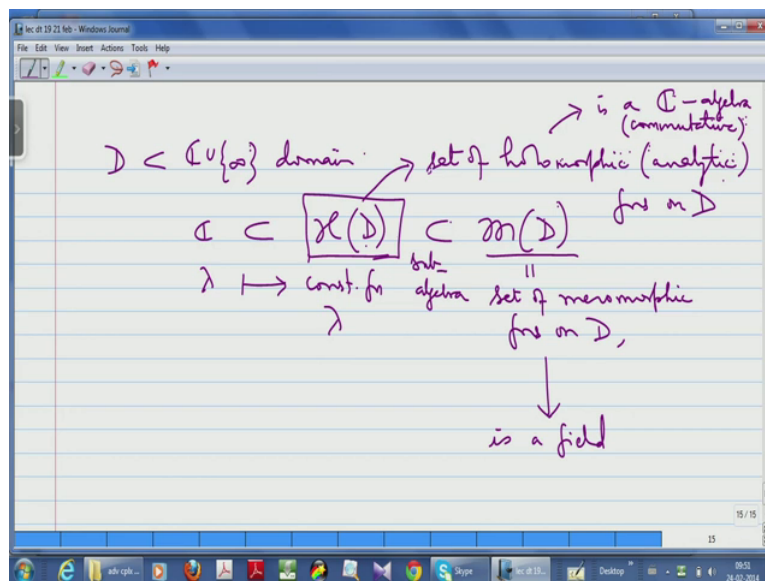 lec dt 19 21 feb - Windows Journal
File Edit View Insert Actions Tools Help
→ is a ℂ-algebra
(commutative)
D ⊂ ℂ∪{∞} domain. → set of holomorphic (analytic)
fns on D
ℂ ⊂ ℋ(D) ⊂ m(D)
λ ↦ const. fn sub-algebra || set of meromorphic
λ fns on D,
↓
is a field
15 / 15
15
adv cplx ...
Skype
lec dt 19...
Desktop
09:51
24-02-2014